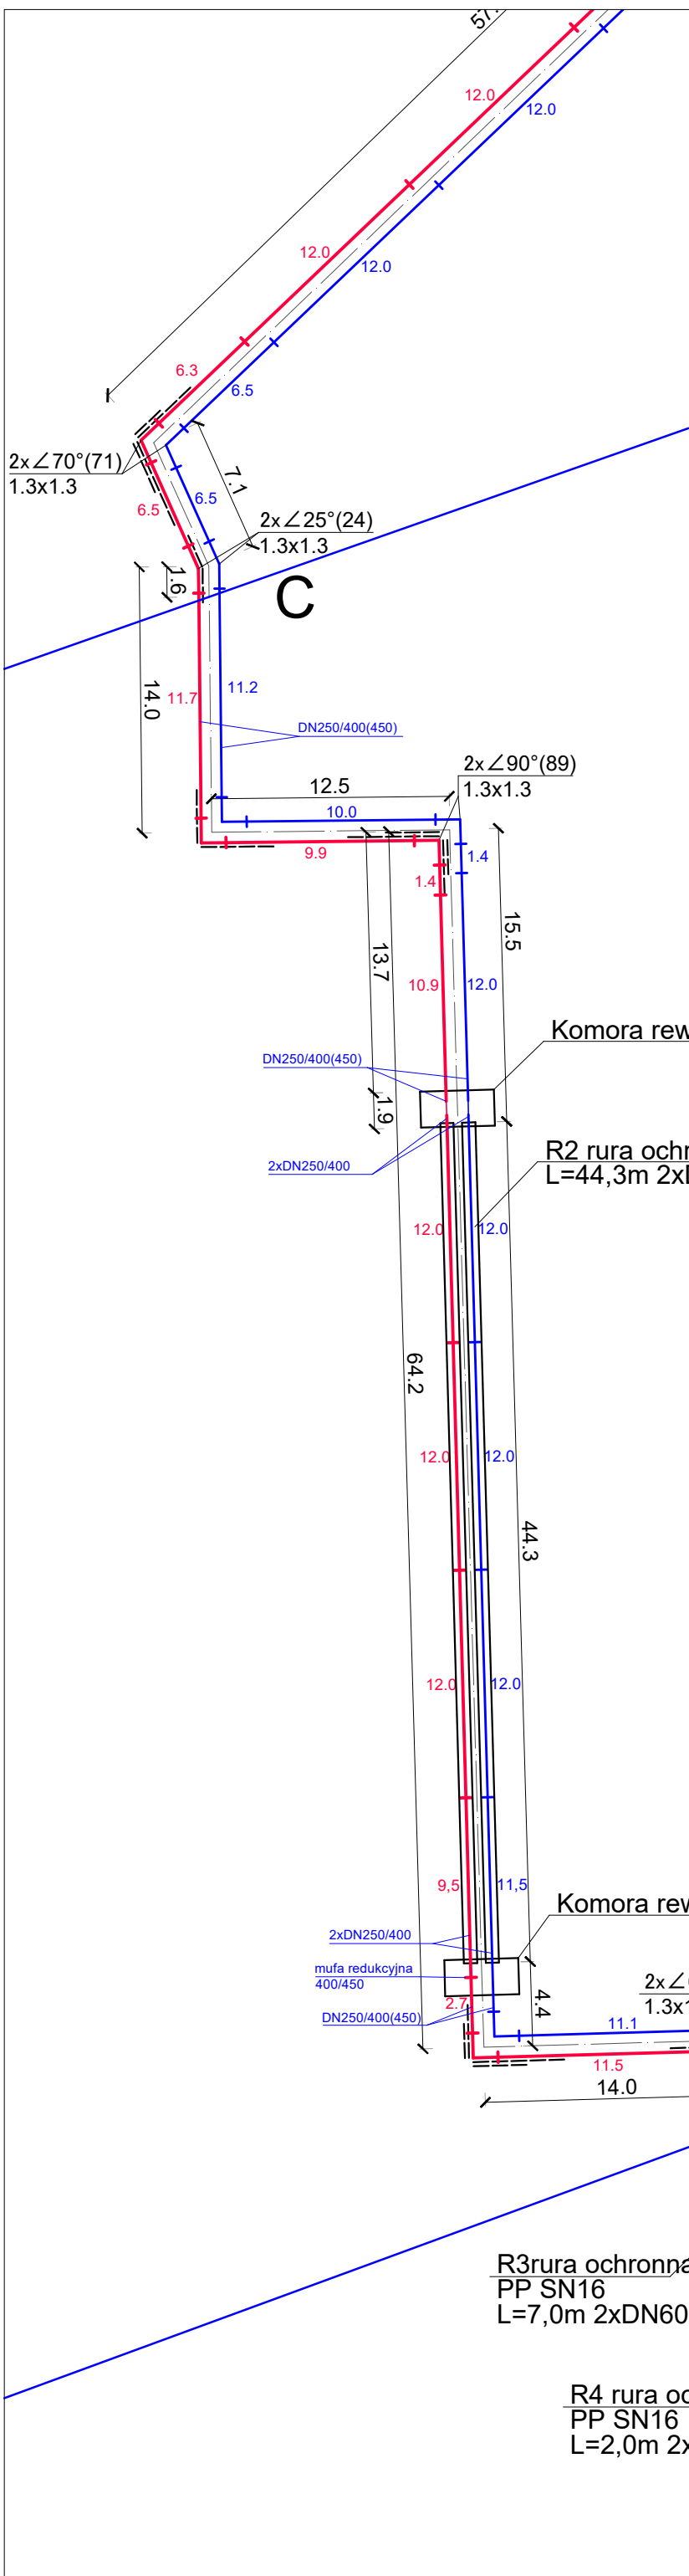 57.
12.0
12.0
12.0
12.0
6.3
6.5
2x∠70°(71)
1.3x1.3
7.1
6.5
6.5
2x∠25°(24)
1.3x1.3
1.6
C
14.0
11.7
11.2
DN250/400(450)
2x∠90°(89)
1.3x1.3
12.5
10.0
9.9
1.4
1.4
15.5
13.7
10.9
12.0
Komora rew
DN250/400(450)
1.9
2xDN250/400
R2 rura ochr
L=44,3m 2x
12.0
12.0
64.2
12.0
12.0
44.3
12.0
12.0
9,5
11,5
Komora rew
2xDN250/400
mufa redukcyjna
400/450
2x∠
1.3x1
2.7
4.4
DN250/400(450)
11.1
11.5
14.0
R3rura ochronna
PP SN16
L=7,0m 2xDN60
R4 rura oc
PP SN16
L=2,0m 2x